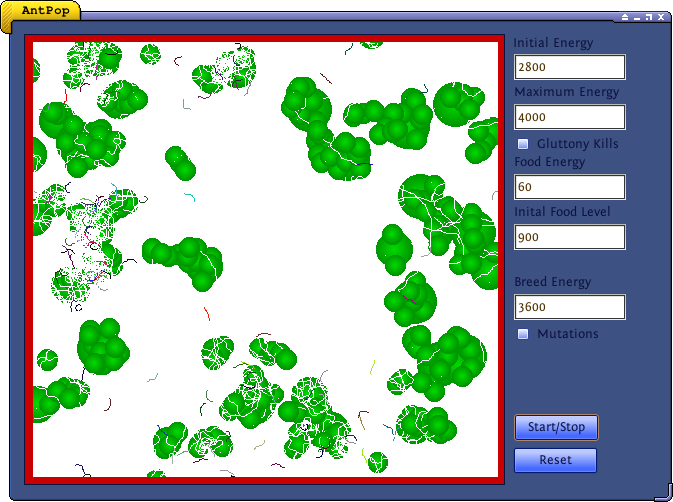 AntPop
Initial Energy
2800
Maximum Energy
4000
Gluttony Kills
Food Energy
60
Inital Food Level
900
Breed Energy
3600
Mutations
Start/Stop
Reset